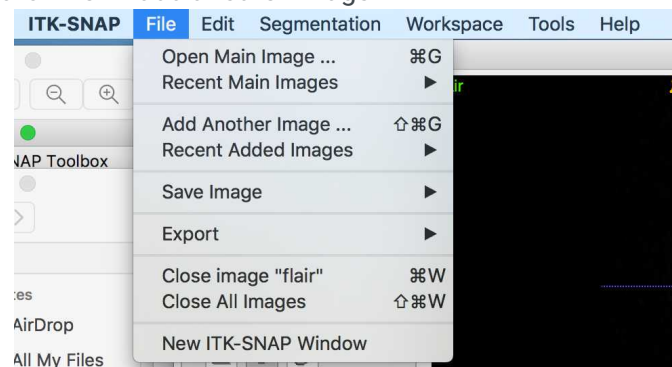 ITK-SNAP File Edit Segmentation Workspace Tools Help
Open Main Image ... ⌘G
Recent Main Images ▶
Add Another Image ... ⇧⌘G
Recent Added Images ▶
NAP Toolbox
Save Image ▶
Export ▶
Close image "flair" ⌘W
Close All Images ⇧⌘W
AirDrop
New ITK-SNAP Window
All My Files